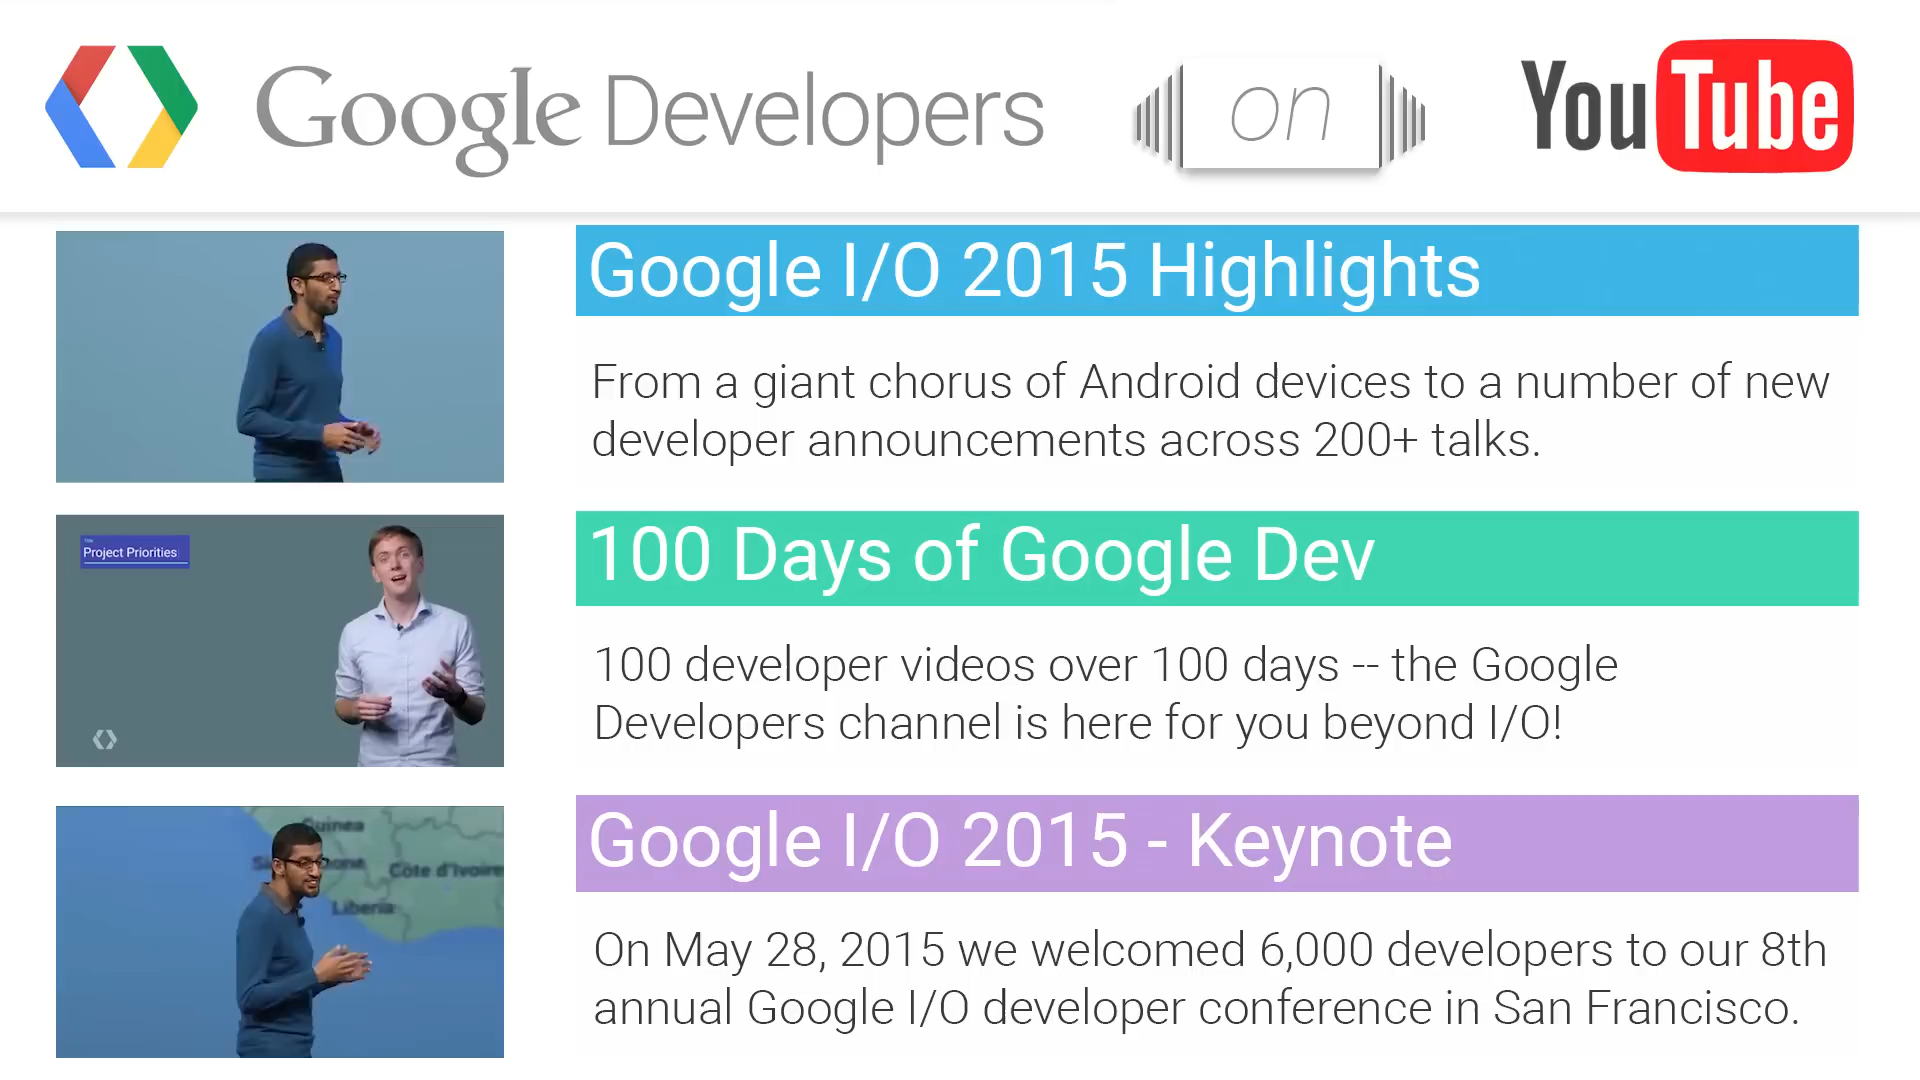 Google Developers on YouTube
Google I/O 2015 Highlights
From a giant chorus of Android devices to a number of new
developer announcements across 200+ talks.
Title
Project Priorities
100 Days of Google Dev
100 developer videos over 100 days -- the Google
Developers channel is here for you beyond I/O!
Guinea
Côte d'Ivoire
Liberia
Google I/O 2015 - Keynote
On May 28, 2015 we welcomed 6,000 developers to our 8th
annual Google I/O developer conference in San Francisco.